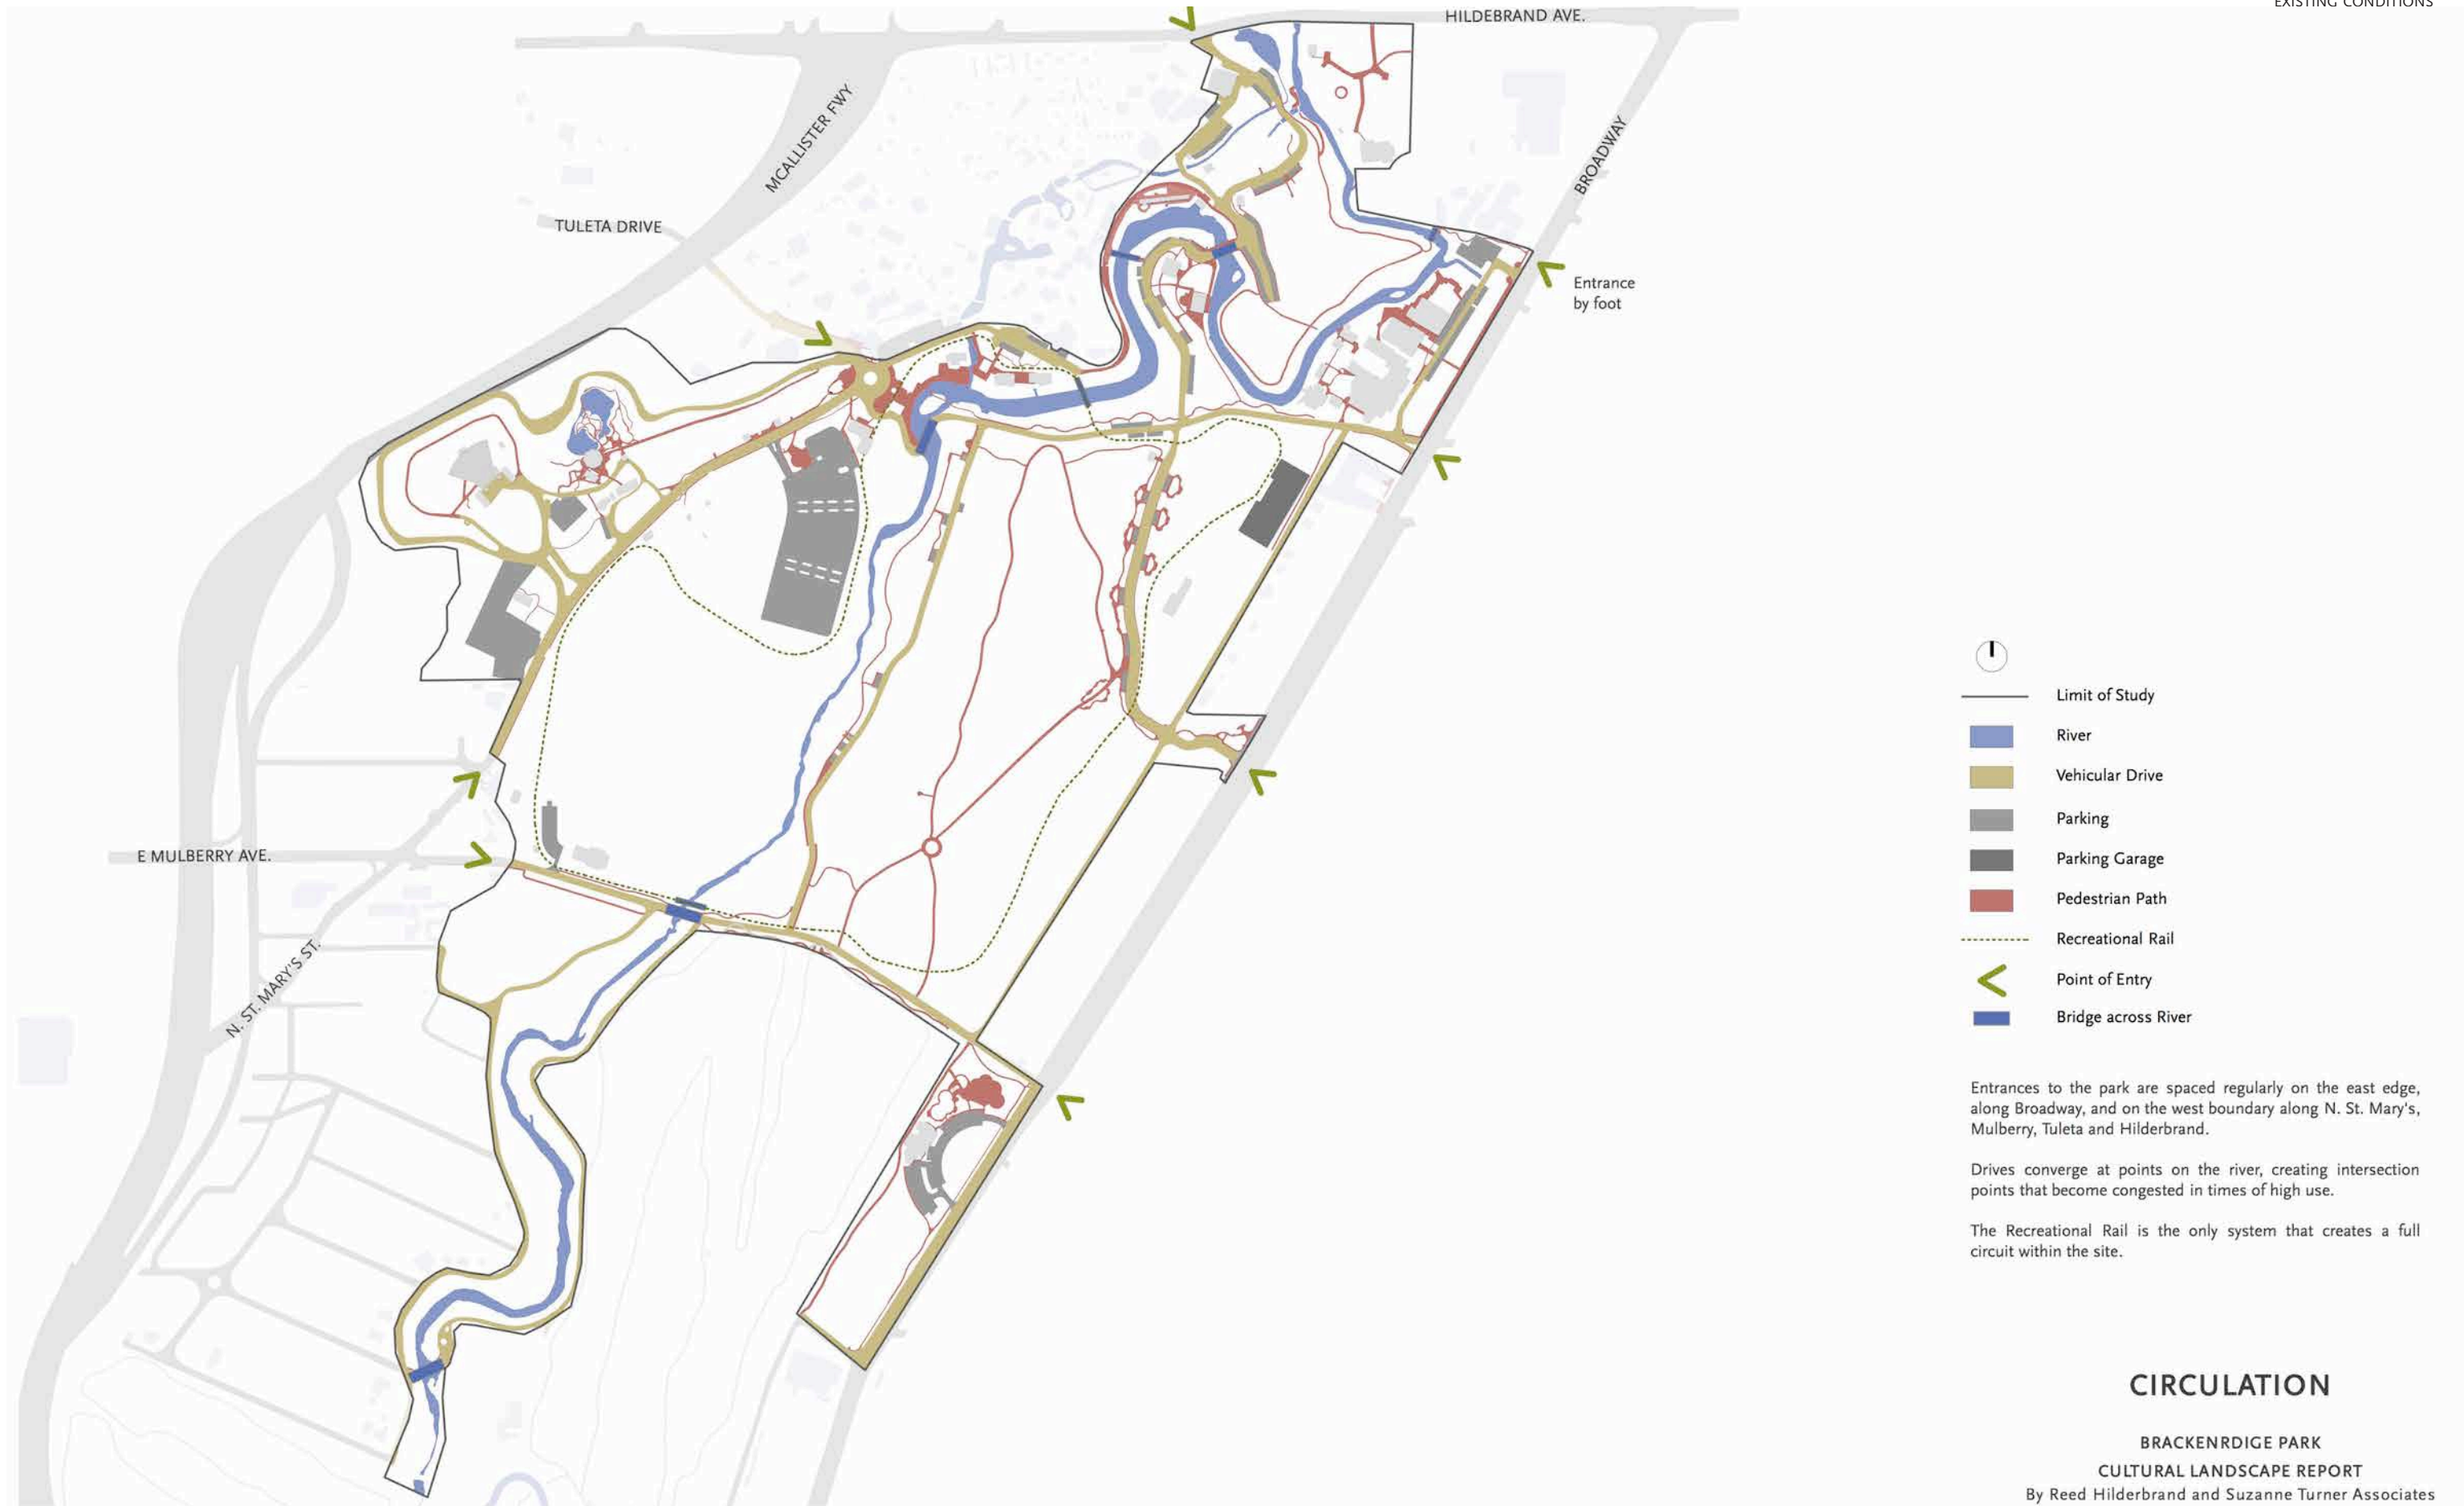 EXISTING CONDITIONS
HILDEBRAND AVE.
MCALLISTER FWY
BROADWAY
TULETA DRIVE
Entrance
by foot
E MULBERRY AVE.
N. ST. MARY'S ST.
Limit of Study
River
Vehicular Drive
Parking
Parking Garage
Pedestrian Path
Recreational Rail
Point of Entry
Bridge across River
Entrances to the park are spaced regularly on the east edge,
along Broadway, and on the west boundary along N. St. Mary's,
Mulberry, Tuleta and Hilderbrand.
Drives converge at points on the river, creating intersection
points that become congested in times of high use.
The Recreational Rail is the only system that creates a full
circuit within the site.
CIRCULATION
BRACKENRDIGE PARK
CULTURAL LANDSCAPE REPORT
By Reed Hilderbrand and Suzanne Turner Associates